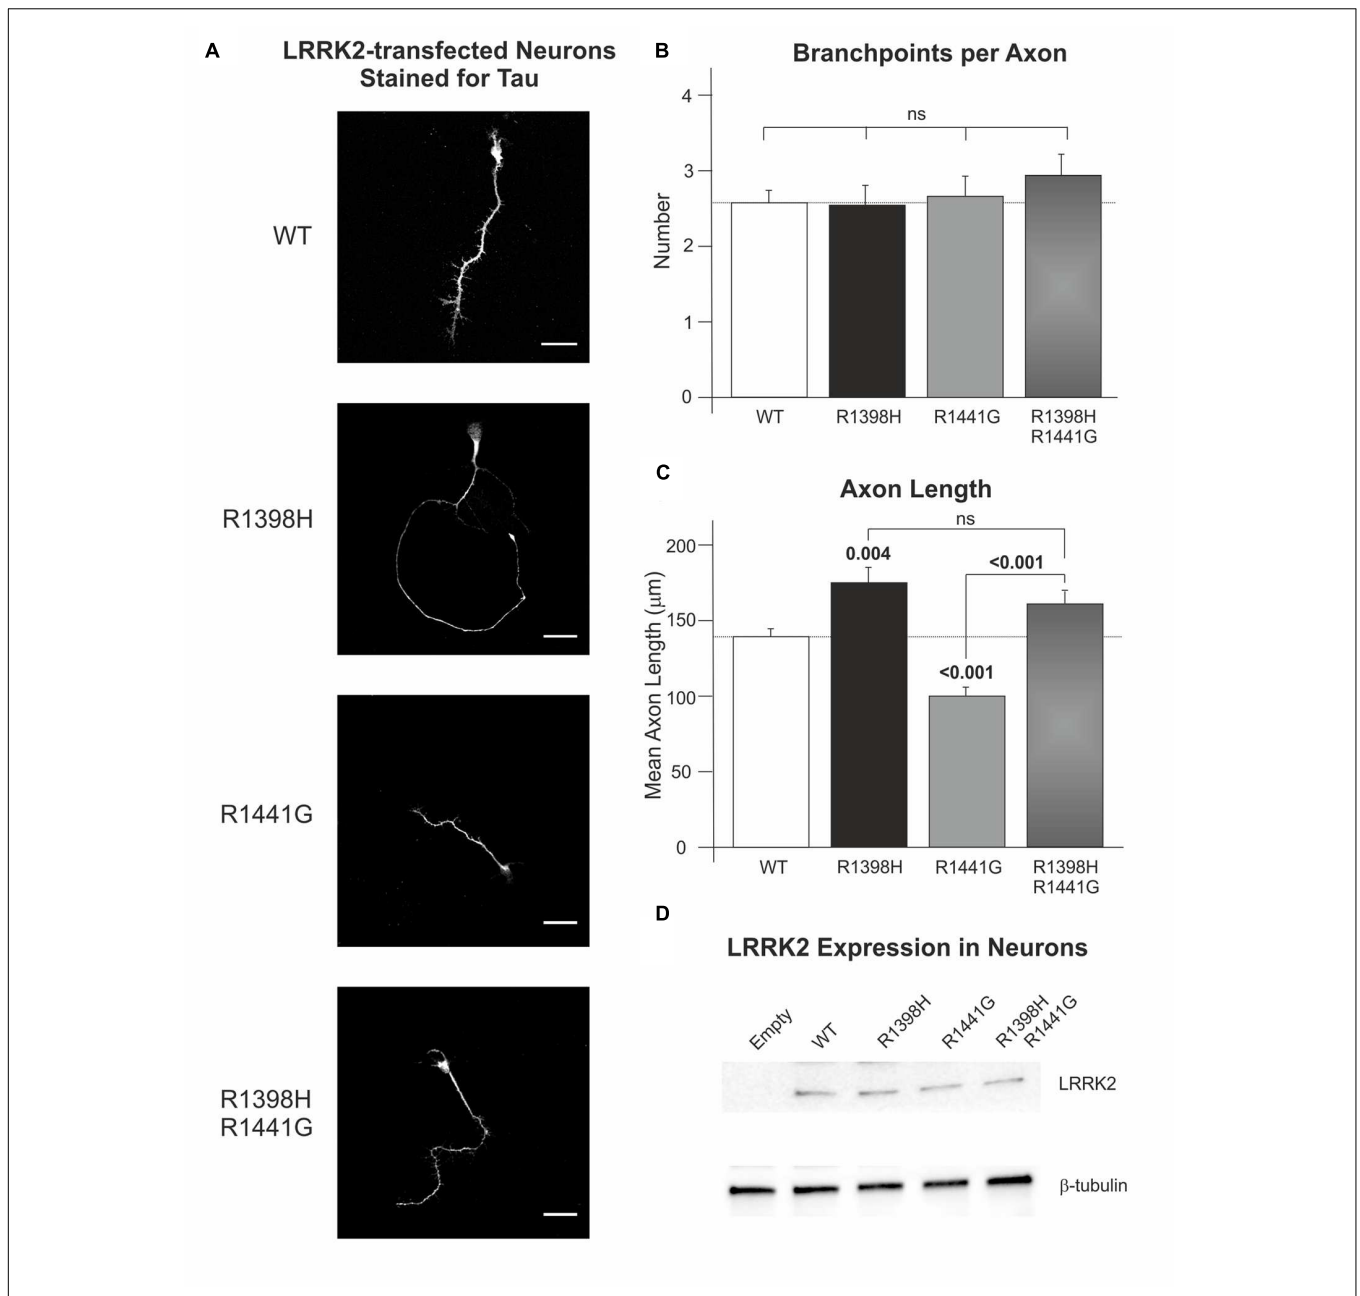 A
LRRK2-transfected Neurons
Stained for Tau
WT
R1398H
R1441G
R1398H
R1441G
B
Branchpoints per Axon
Number
4
3
2
1
0
ns
WT
R1398H
R1441G
R1398H
R1441G
C
Axon Length
Mean Axon Length (μm)
200
150
100
50
0
ns
0.004
<0.001
<0.001
WT
R1398H
R1441G
R1398H
R1441G
D
LRRK2 Expression in Neurons
Empty
WT
R1398H
R1441G
R1398H
R1441G
LRRK2
β-tubulin